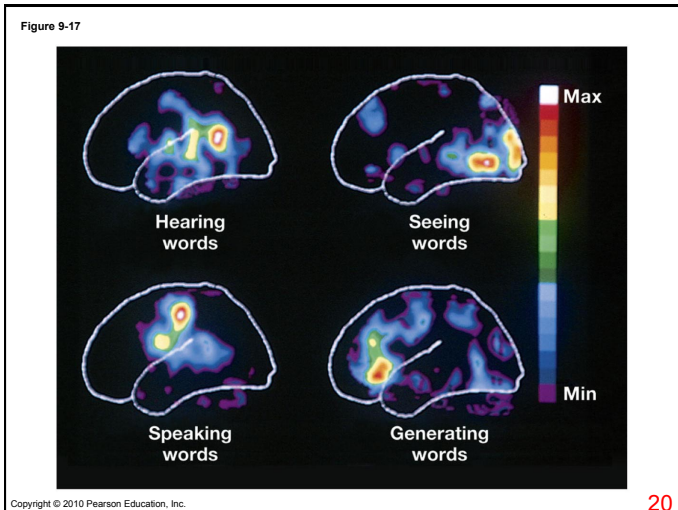 Figure 9-17
Max
Hearing
words
Seeing
words
Speaking
words
Generating
words
Min
Copyright © 2010 Pearson Education, Inc.
20